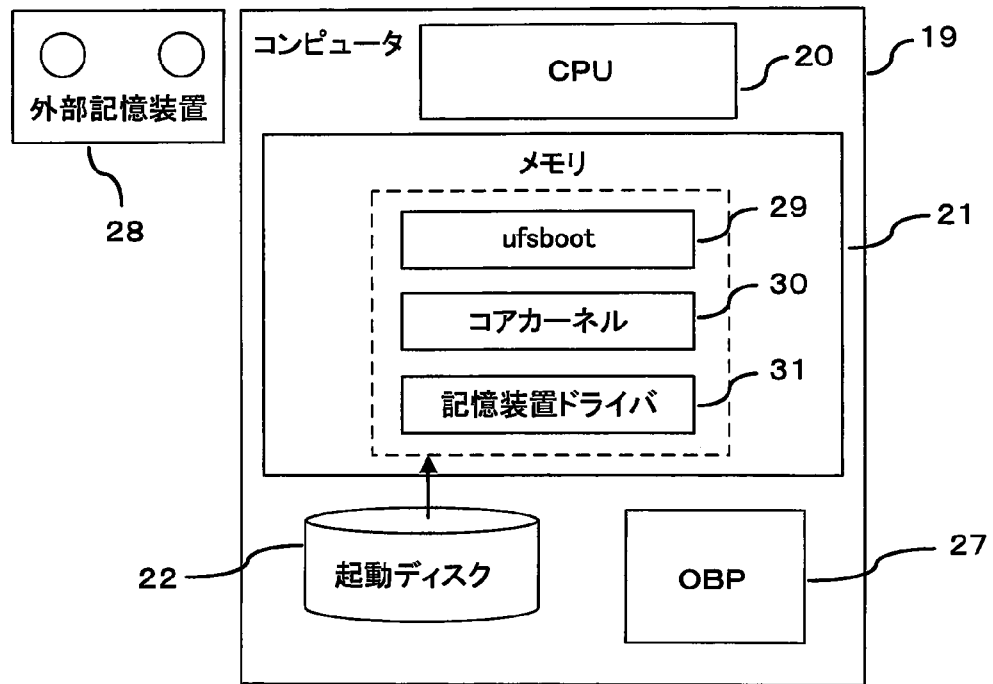 コンピュータ
19
CPU
20
外部記憶装置
28
メモリ
21
ufsboot
29
コアカーネル
30
記憶装置ドライバ
31
起動ディスク
22
OBP
27